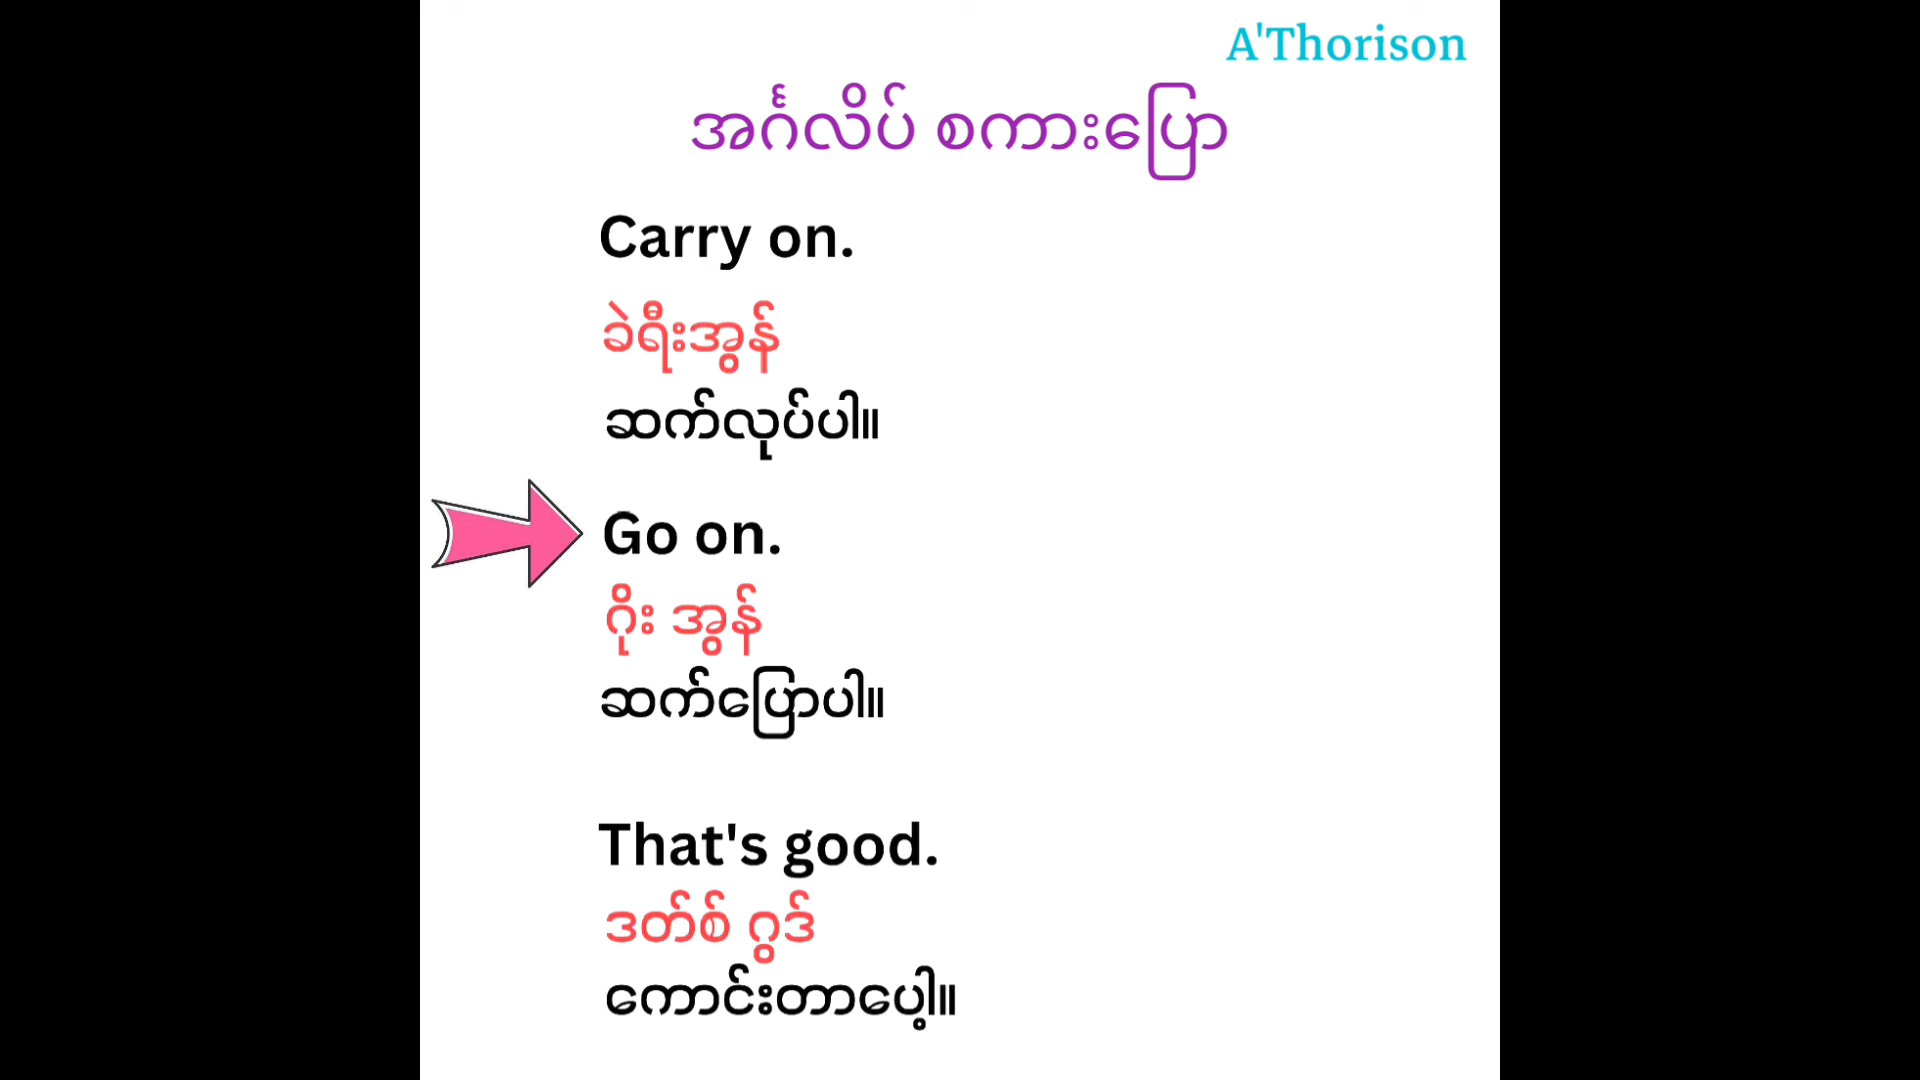 A'Thorison
အင်္ဂလိပ် စကားပြော
Carry on.
ခဲရီးအွန်
ဆက်လုပ်ပါ။
Go on.
ဂိုး အွန်
ဆက်ပြောပါ။
That's good.
ဒတ်စ် ဂွဒ်
ကောင်းတာပေါ့။